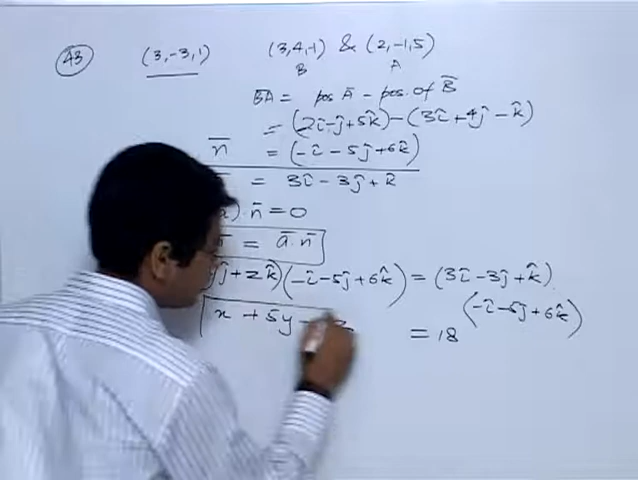 43 (3,-3,1) (3,4,-1) & (2,-1,5)
B A
B̅A̅ = pos A̅ - pos. of B̅
= (2î-ĵ+5k̂)-(3î+4ĵ-k̂)
n̅ = (-î-5ĵ+6k̂)
= 3î-3ĵ+k̂
). n̅ =0
= a̅.n̅
ĵ+zk̂)(-î-5ĵ+6k̂) = (3î-3ĵ+k̂).
(-î-5ĵ+6k̂)
x + 5y - = 18